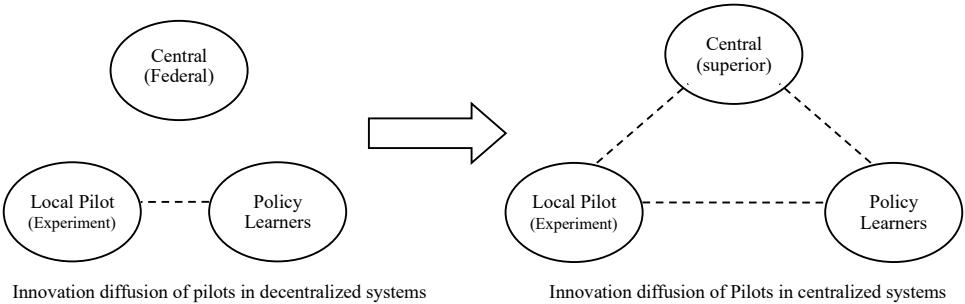 Central
(Federal)
Local Pilot
(Experiment)
Policy
Learners
Innovation diffusion of pilots in decentralized systems
Central
(superior)
Local Pilot
(Experiment)
Policy
Learners
Innovation diffusion of Pilots in centralized systems